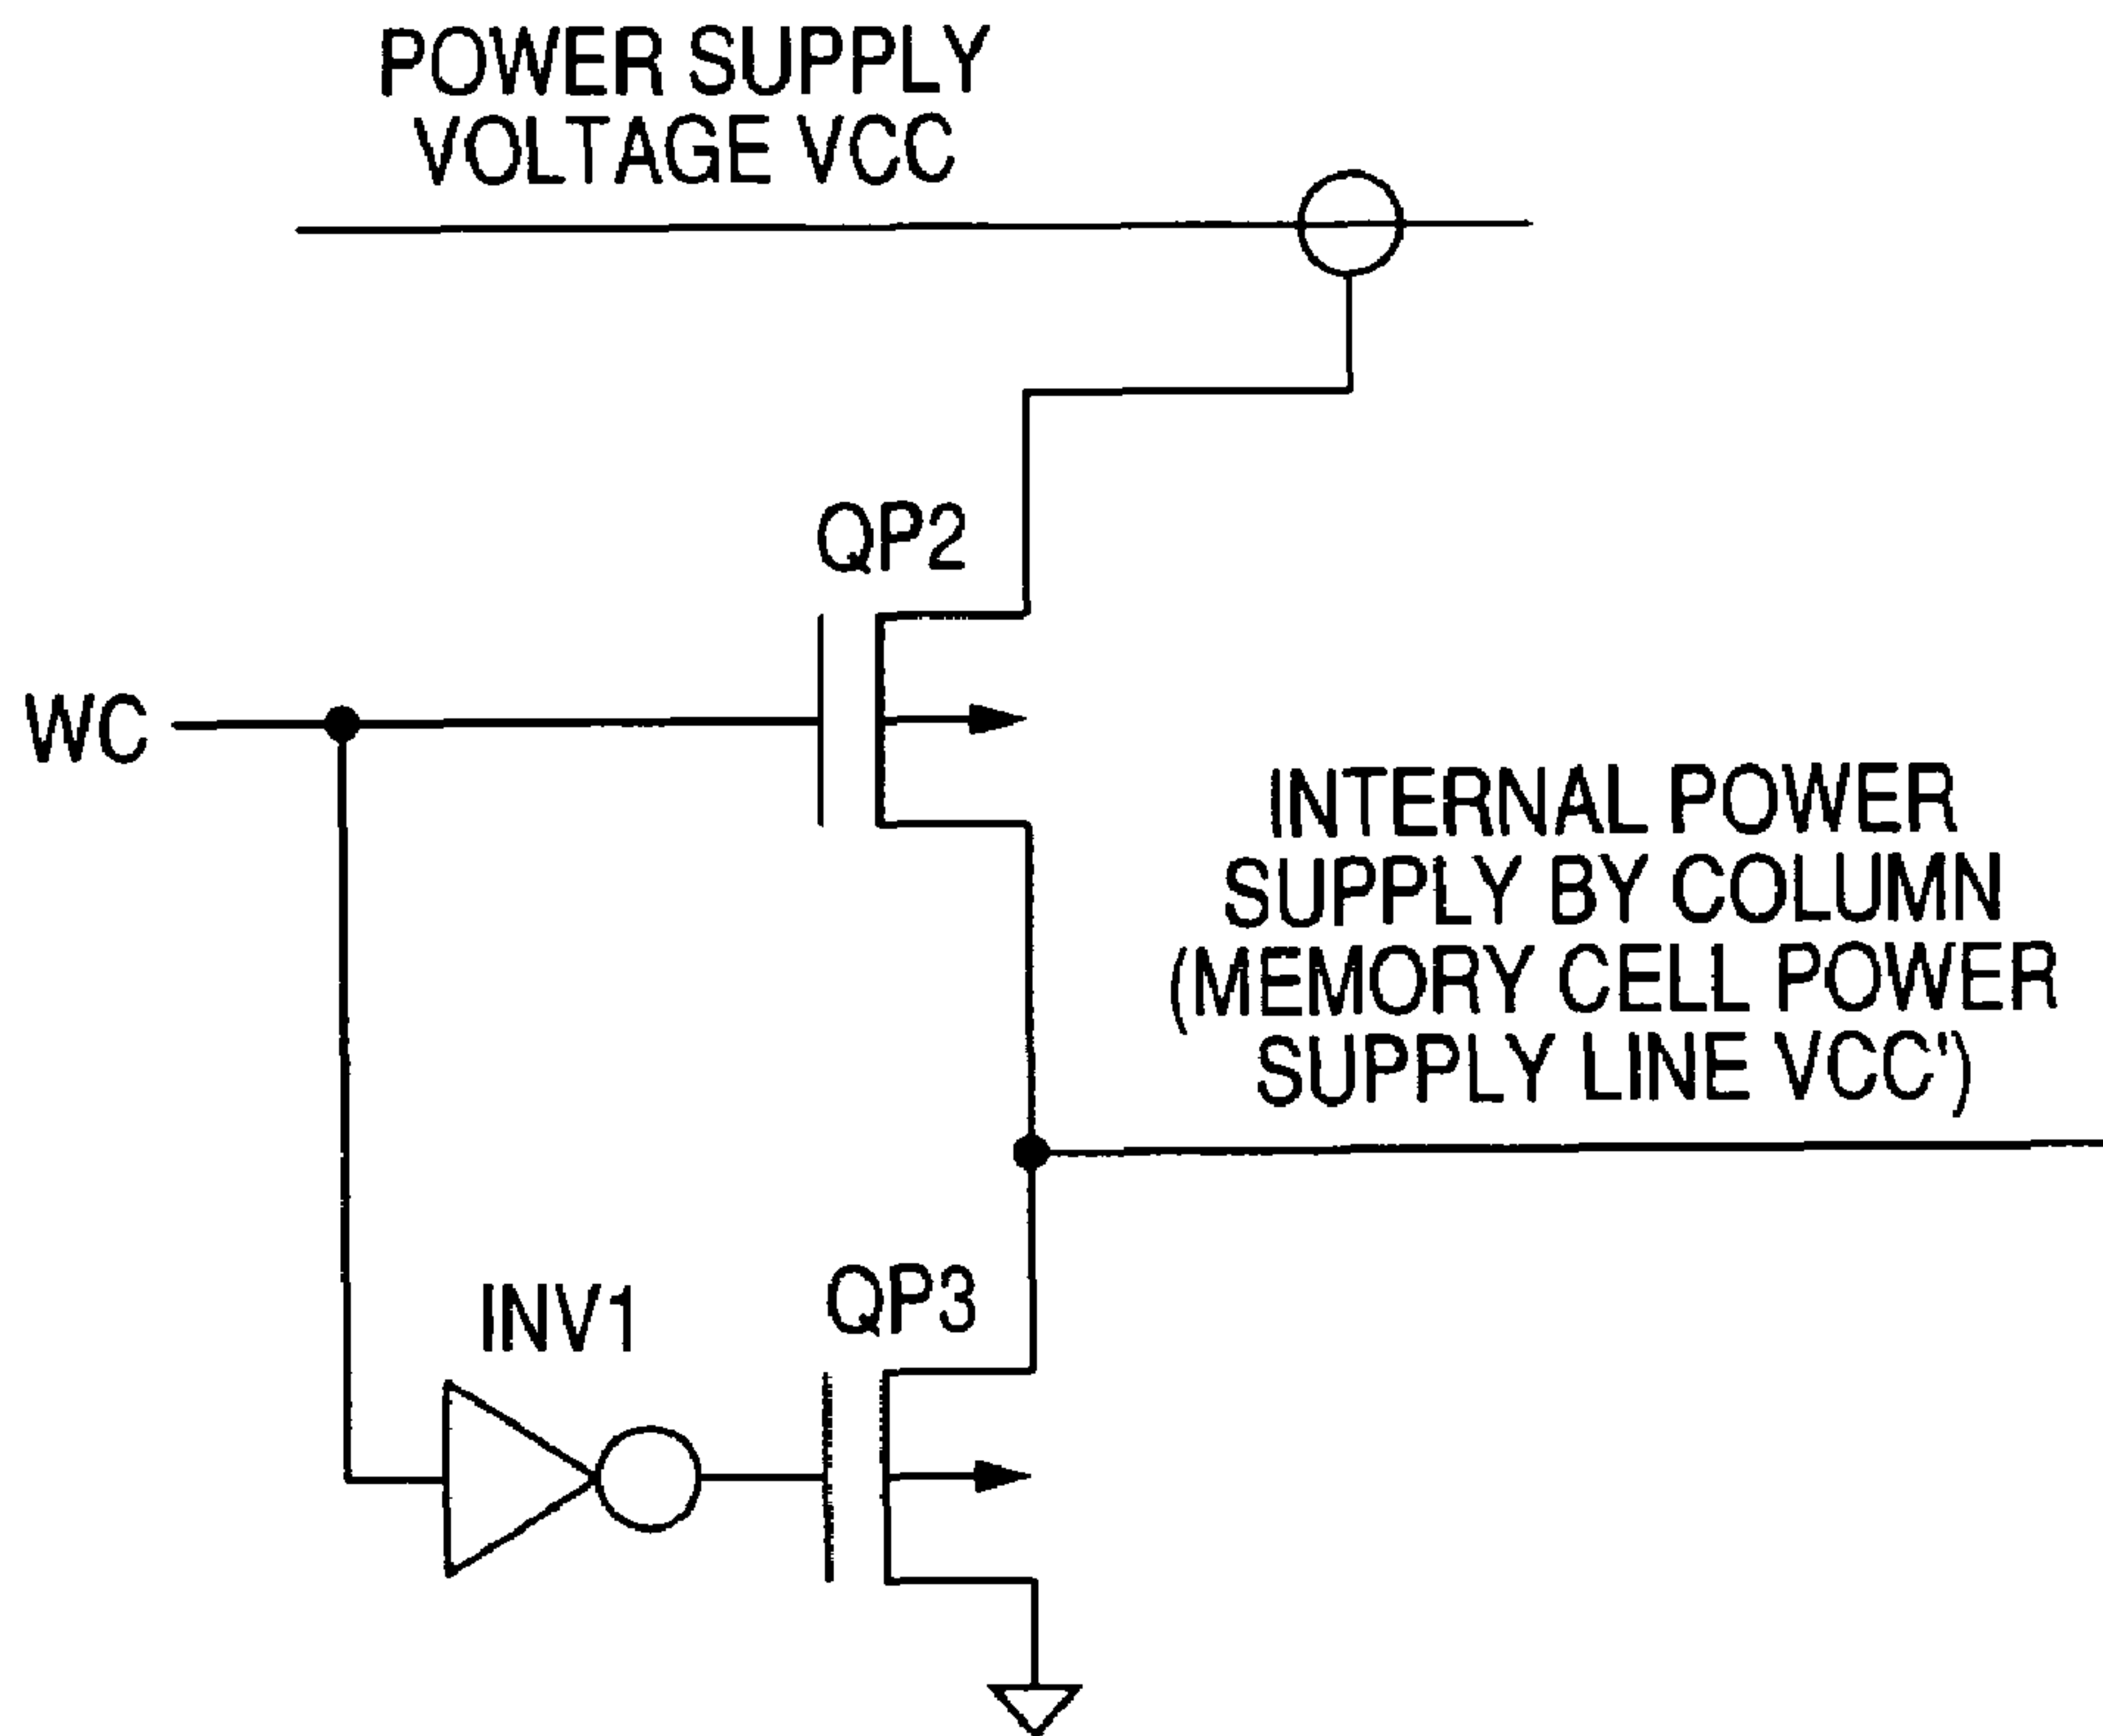 POWER SUPPLY
VOLTAGE VCC
QP2
WC
INTERNAL POWER
SUPPLY BY COLUMN
(MEMORY CELL POWER
SUPPLY LINE VCC')
INV1
QP3